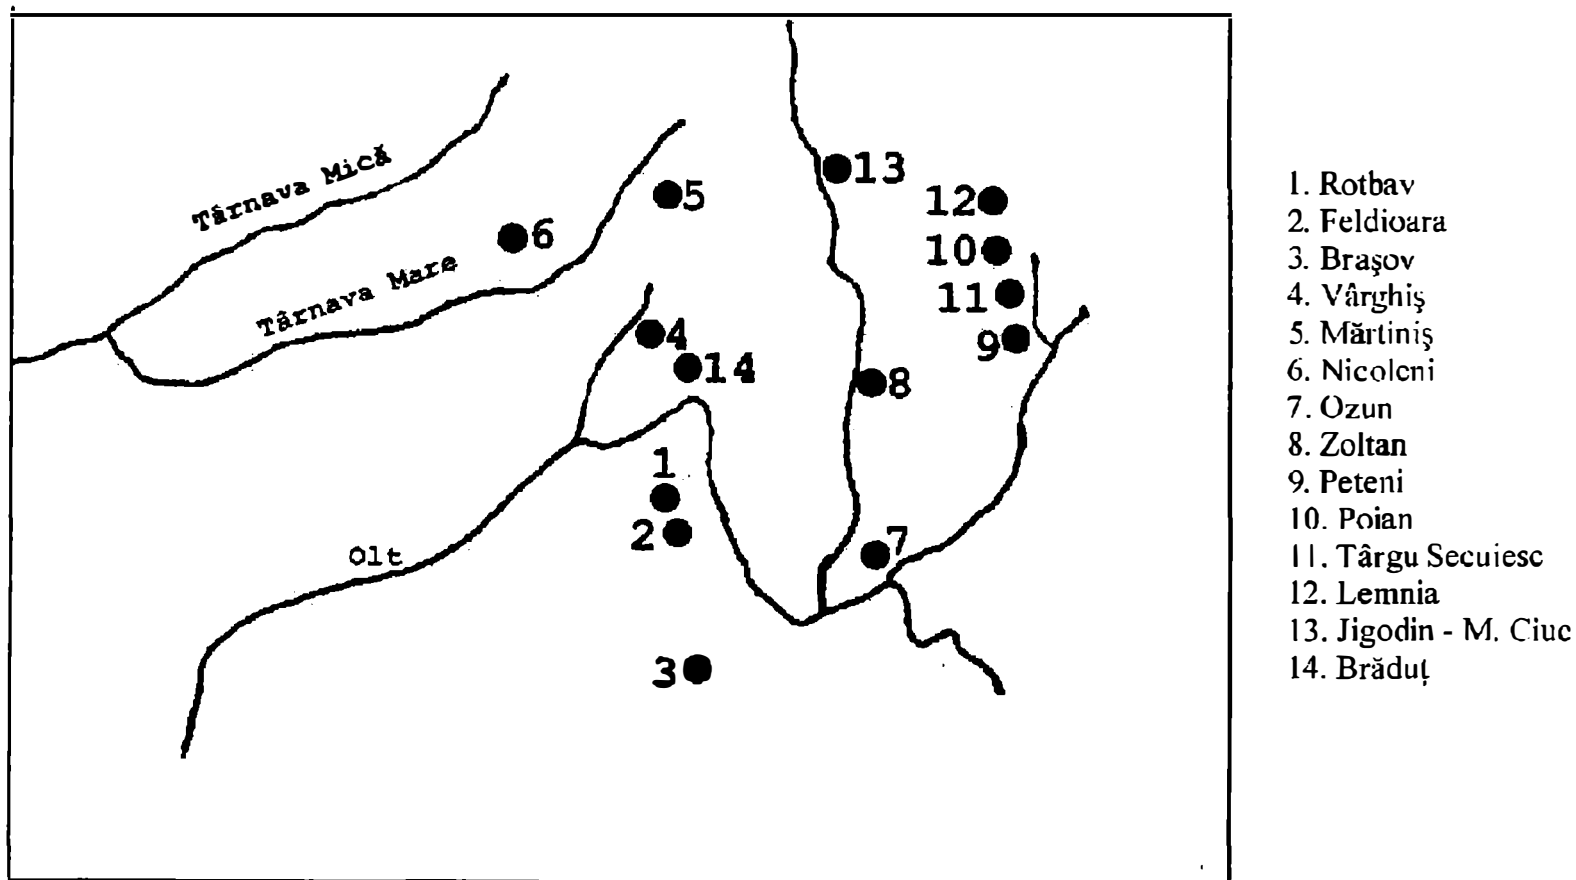 Târnava Mică
Târnava Mare
Olt
13
5
12
6
10
11
4
9
14
8
1
2
7
3
1. Rotbav
2. Feldioara
3. Braşov
4. Vârghiş
5. Mărtiniş
6. Nicoleni
7. Ozun
8. Zoltan
9. Peteni
10. Poian
11. Târgu Secuiesc
12. Lemnia
13. Jigodin - M. Ciuc
14. Brăduţ